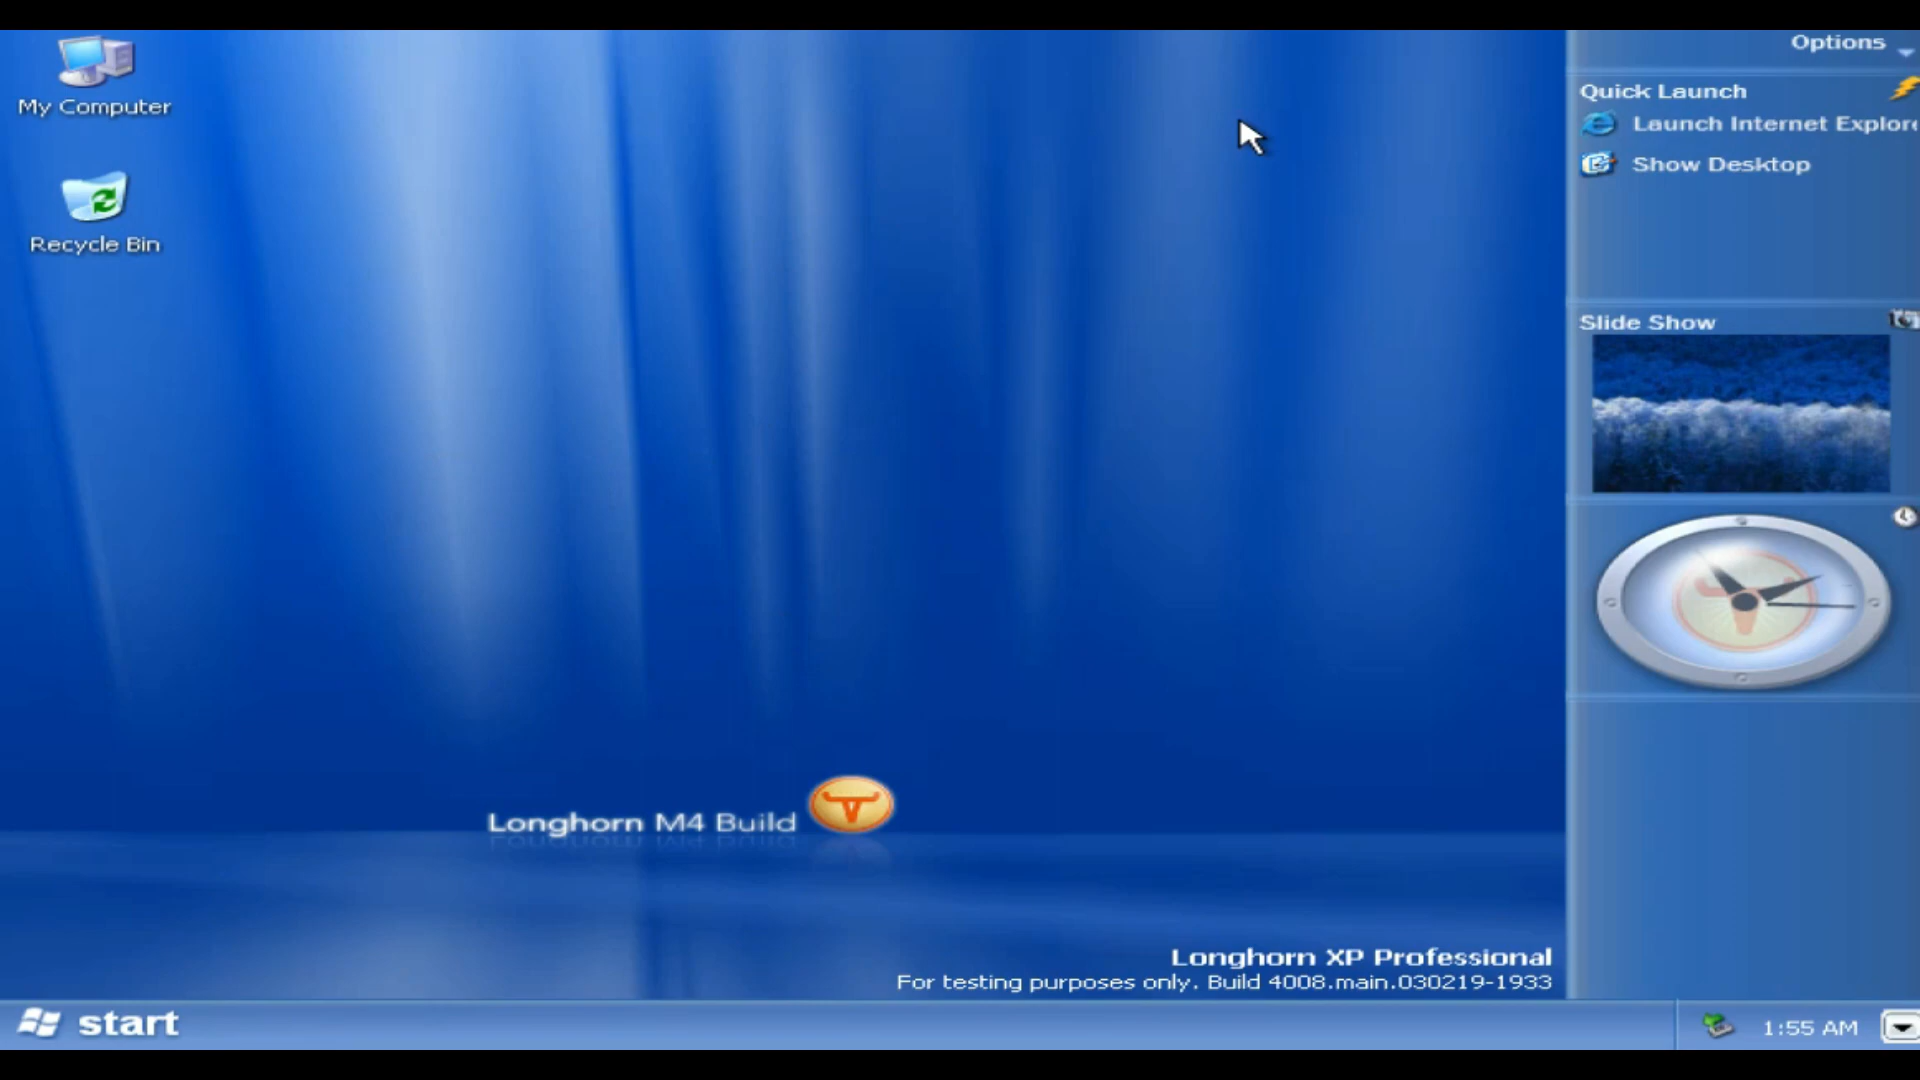 My Computer
Recycle Bin
Options
Quick Launch
Launch Internet Explore
Show Desktop
Slide Show
Longhorn M4 Build
Longhorn XP Professional
For testing purposes only. Build 4008.main.030219-1933
start
1:55 AM